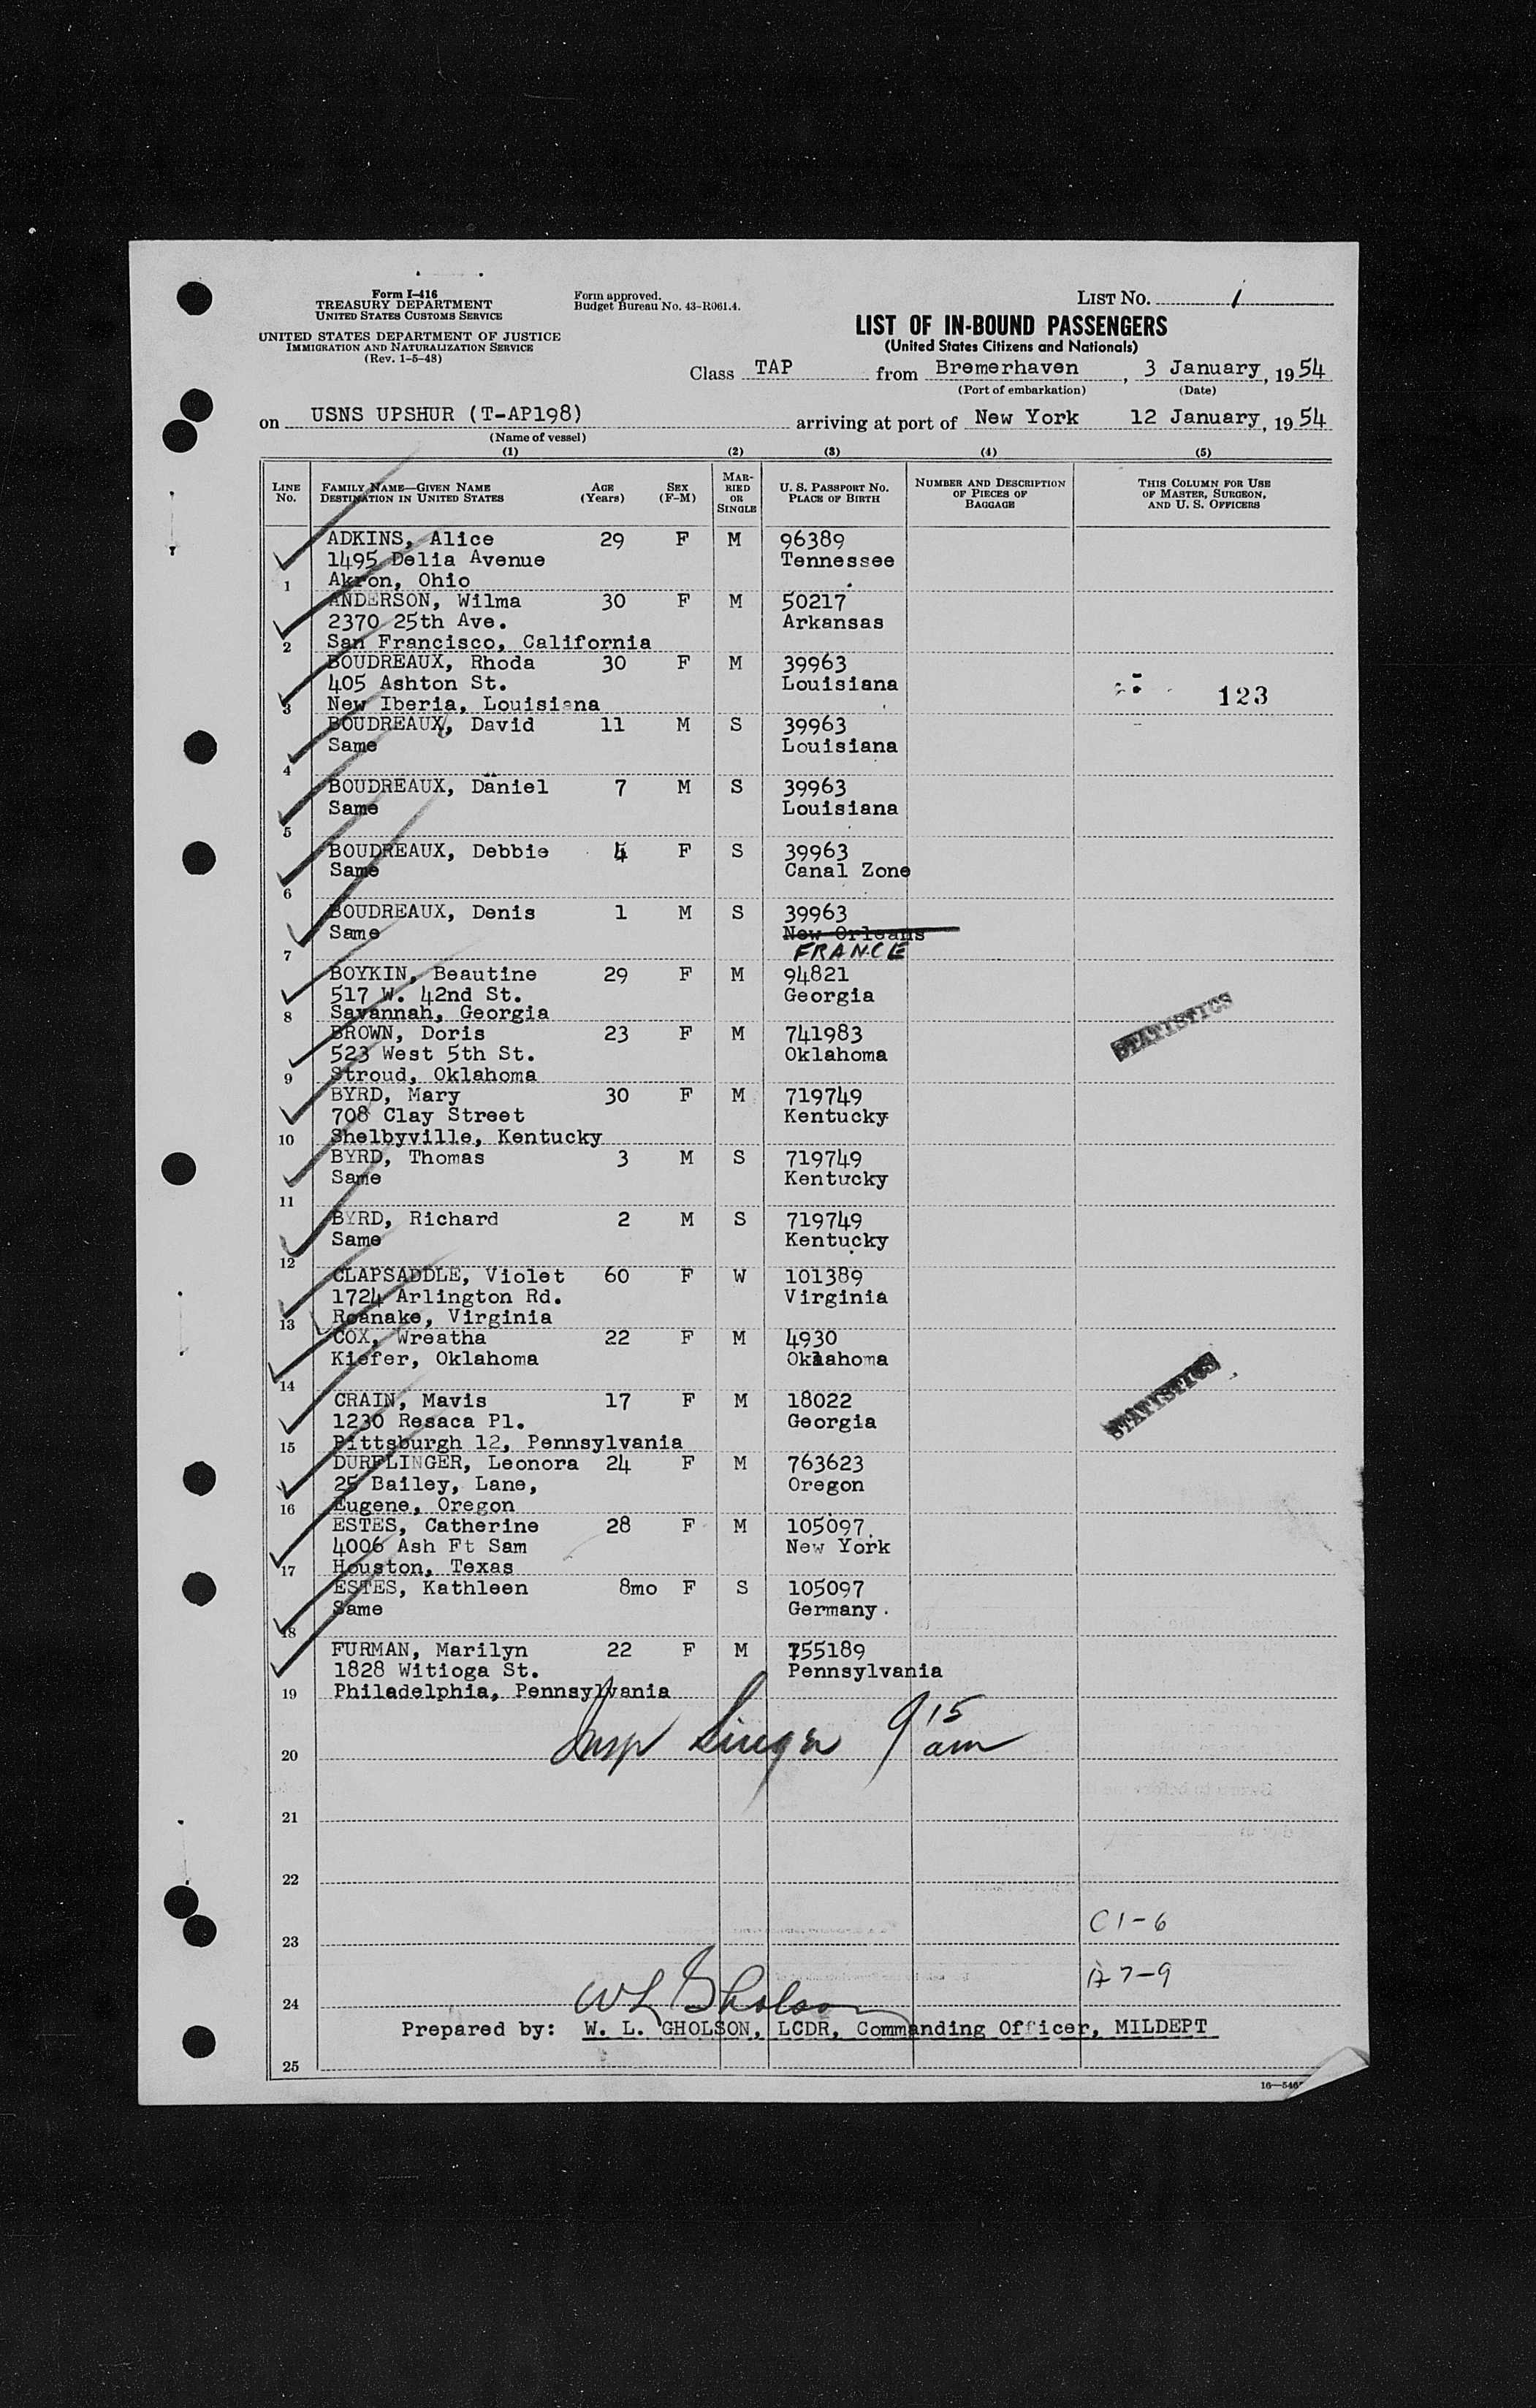 Form I-416
TREASURY DEPARTMENT
UNITED STATES CUSTOMS SERVICE
UNITED STATES DEPARTMENT OF JUSTICE
IMMIGRATION AND NATURALIZATION SERVICE
(Rev. 1-5-48)
Form approved.
Budget Bureau No. 43-R061.4.
LIST NO. 1
LIST OF IN-BOUND PASSENGERS
(United States Citizens and Nationals)
Class TAP from Bremerhaven, 3 January, 1954
(Port of embarkation) (Date)
on USNS UPSHUR (T-AP198) arriving at port of New York 12 January, 1954
(Name of vessel)
(1) (2) (3) (4) (5)
LINE NO. FAMILY NAME—GIVEN NAME DESTINATION IN UNITED STATES AGE (Years) SEX (F-M) MARRIED OR SINGLE U. S. PASSPORT NO. PLACE OF BIRTH NUMBER AND DESCRIPTION OF PIECES OF BAGGAGE THIS COLUMN FOR USE OF MASTER, SURGEON, AND U. S. OFFICERS
ADKINS, Alice 29 F M 96389
1495 Delia Avenue Tennessee
1 Akron, Ohio
ANDERSON, Wilma 30 F M 50217
2370 25th Ave. Arkansas
2 San Francisco, California
BOUDREAUX, Rhoda 30 F M 39963
405 Ashton St. Louisiana 123
3 New Iberia, Louisiana
BOUDREAUX, David 11 M S 39963
Same Louisiana
4
BOUDREAUX, Daniel 7 M S 39963
Same Louisiana
5
BOUDREAUX, Debbie 4 F S 39963
Same Canal Zone
6
BOUDREAUX, Denis 1 M S 39963
Same New Orleans
7 FRANCE
BOYKIN, Beautine 29 F M 94821
517 W. 42nd St. Georgia
8 Savannah, Georgia
STATISTICS
BROWN, Doris 23 F M 741983
523 West 5th St. Oklahoma
9 Stroud, Oklahoma
BYRD, Mary 30 F M 719749
708 Clay Street Kentucky
10 Shelbyville, Kentucky
BYRD, Thomas 3 M S 719749
Same Kentucky
11
BYRD, Richard 2 M S 719749
Same Kentucky
12
CLAPSADDLE, Violet 60 F W 101389
1724 Arlington Rd. Virginia
13 Roanake, Virginia
COX, Wreatha 22 F M 4930
Kiefer, Oklahoma Okaahoma
14
STATISTICS
CRAIN, Mavis 17 F M 18022
1230 Resaca Pl. Georgia
15 Pittsburgh 12, Pennsylvania
DURFLINGER, Leonora 24 F M 763623
25 Bailey, Lane, Oregon
16 Eugene, Oregon
ESTES, Catherine 28 F M 105097
4006 Ash Ft Sam New York
17 Houston, Texas
ESTES, Kathleen 8mo F S 105097
Same Germany
18
FURMAN, Marilyn 22 F M 155189
1828 Witioga St. Pennsylvania
19 Philadelphia, Pennsylvania
Insp Singer 9 15 am
20
21
22
C 1-6
23
A 7-9
24 WL Gholson
Prepared by: W. L. GHOLSON, LCDR, Commanding Officer, MILDEPT
25